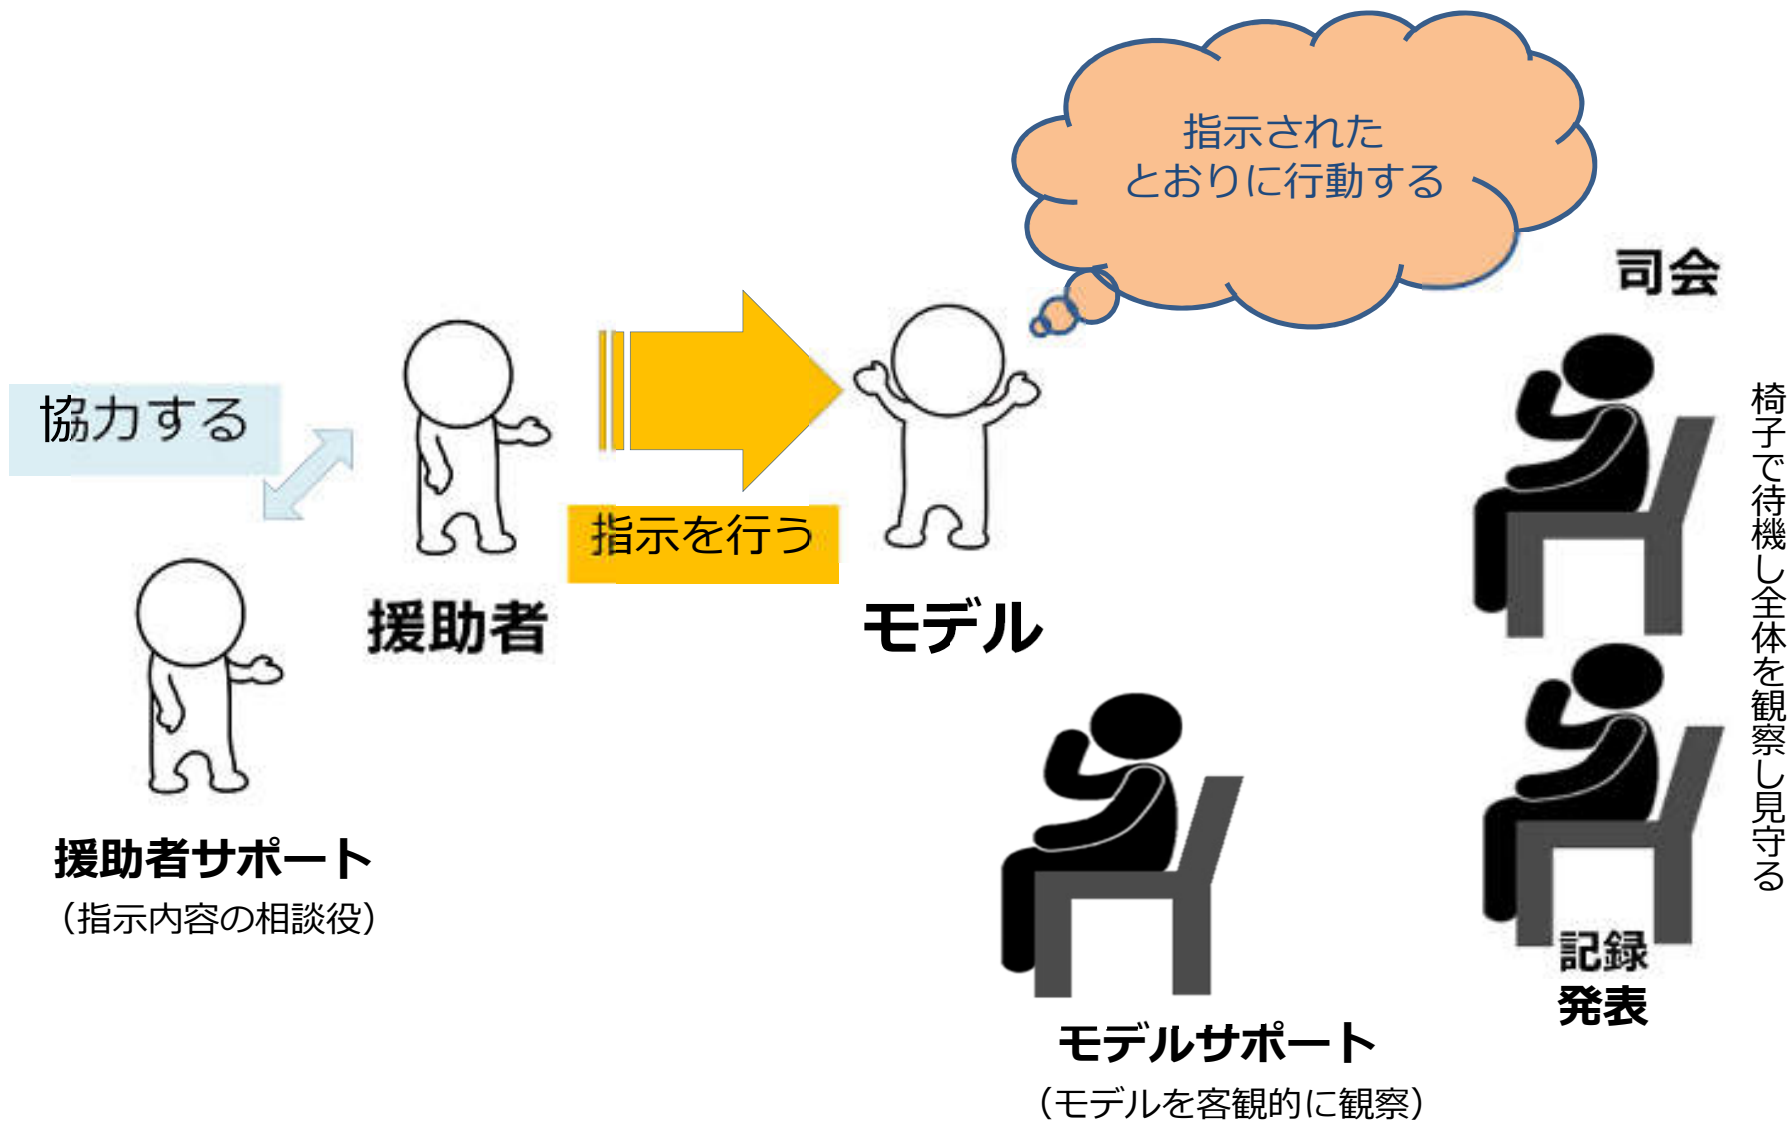 指示された
とおりに行動する
司会
協力する
指示を行う
援助者
モデル
椅子で待機し全体を観察し見守る
援助者サポート
（指示内容の相談役）
記録
発表
モデルサポート
（モデルを客観的に観察）